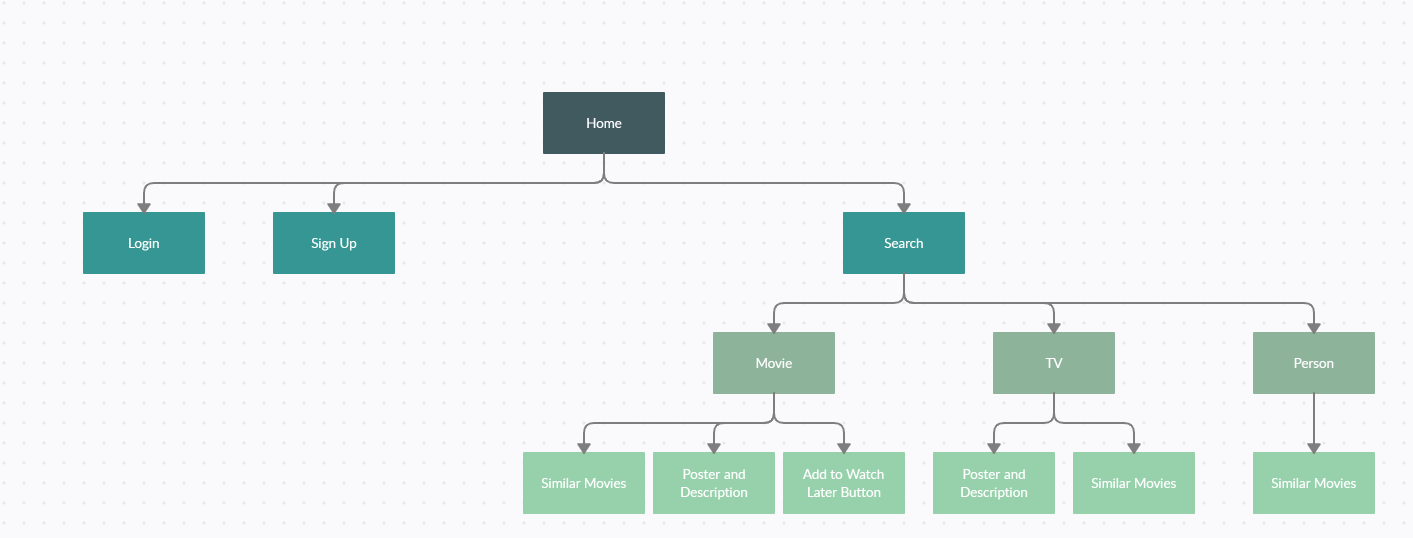 Home
Login
Sign Up
Search
Movie
TV
Person
Similar Movies
Poster and
Description
Add to Watch
Later Button
Poster and
Description
Similar Movies
Similar Movies